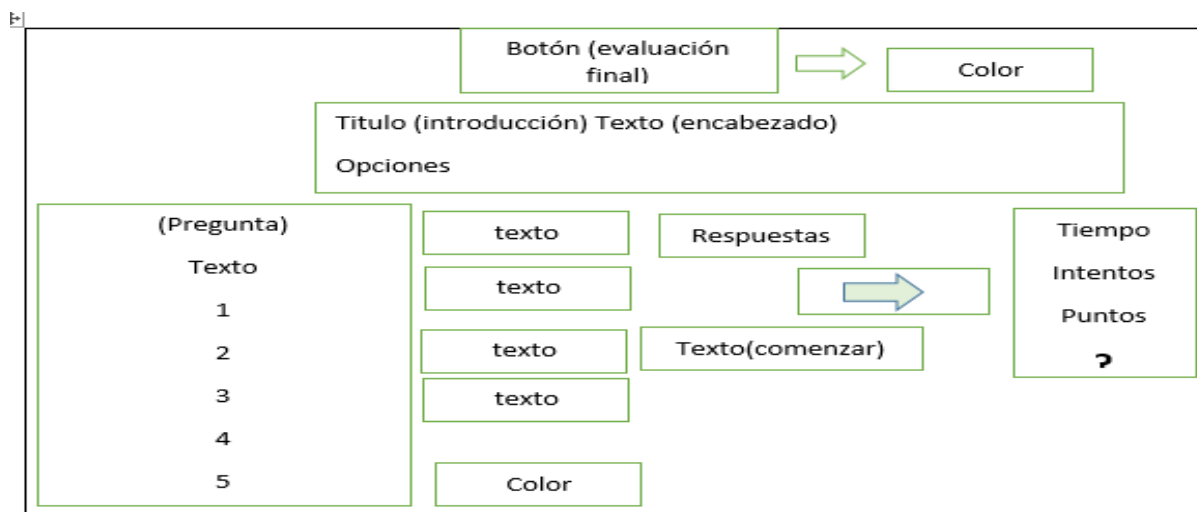 Botón (evaluación
final)
Color
Titulo (introducción) Texto (encabezado)
Opciones
(Pregunta)
Texto
1
2
3
4
5
texto
texto
texto
texto
Color
Respuestas
Texto(comenzar)
Tiempo
Intentos
Puntos
?